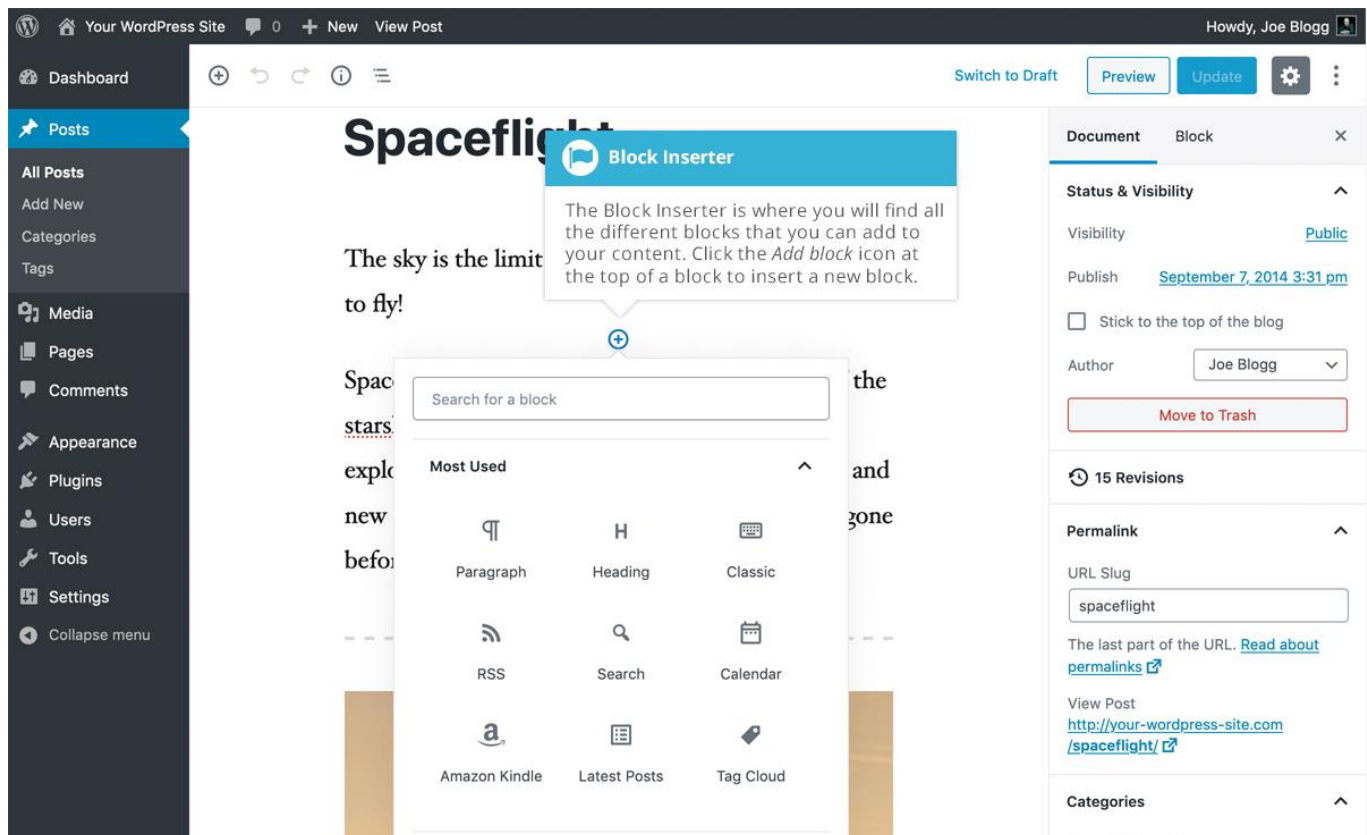 Your WordPress Site 0 New View Post Howdy, Joe Blogg
Dashboard
Posts
All Posts
Add New
Categories
Tags
Media
Pages
Comments
Appearance
Plugins
Users
Tools
Settings
Collapse menu
Switch to Draft Preview Update
Spaceflight
The sky is the limit
to fly!
Block Inserter
The Block Inserter is where you will find all
the different blocks that you can add to
your content. Click the Add block icon at
the top of a block to insert a new block.
the
and
new gone
Search for a block
Most Used
Paragraph Heading Classic
RSS Search Calendar
Amazon Kindle Latest Posts Tag Cloud
Document Block
Status & Visibility
Visibility Public
Publish September 7, 2014 3:31 pm
Stick to the top of the blog
Author Joe Blogg
Move to Trash
15 Revisions
Permalink
URL Slug
spaceflight
The last part of the URL. Read about
permalinks
View Post
http://your-wordpress-site.com
/spaceflight/
Categories